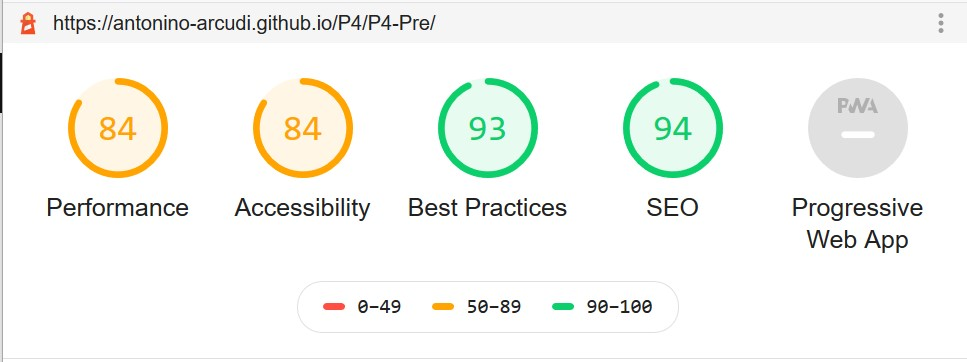 https://antonino-arcudi.github.io/P4/P4-Pre/
84
84
93
94
PWA
Performance
Accessibility
Best Practices
SEO
Progressive
Web App
0–49
50–89
90–100